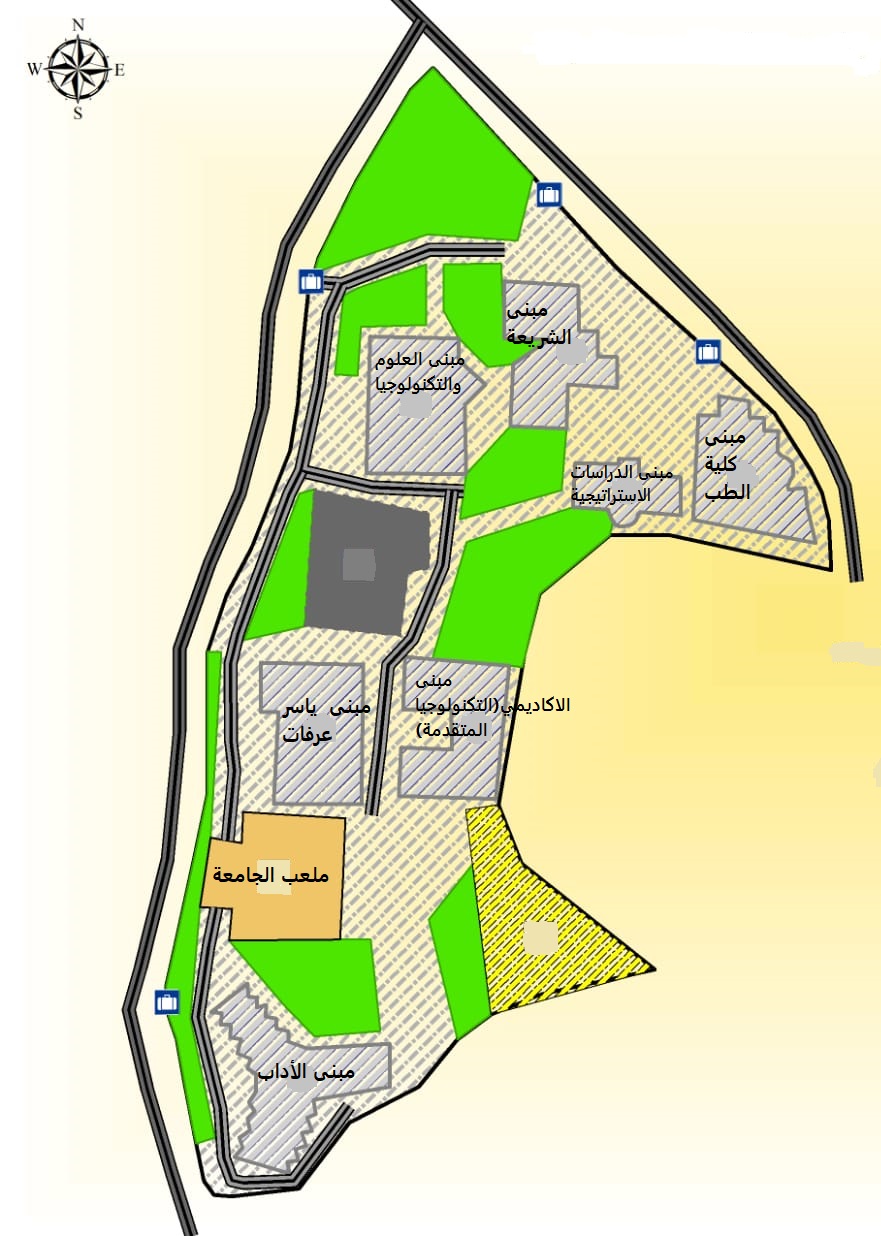 N
W E
S
مبنى
الشريعة
مبنى العلوم
والتكنولوجيا
مبنى
كلية
الطب
مبنى الدراسات
الاستراتيجية
مبنى
الاكاديمي(التكنولوجيا
المتقدمة)
مبنى ياسر
عرفات
ملعب الجامعة
مبنى الأداب